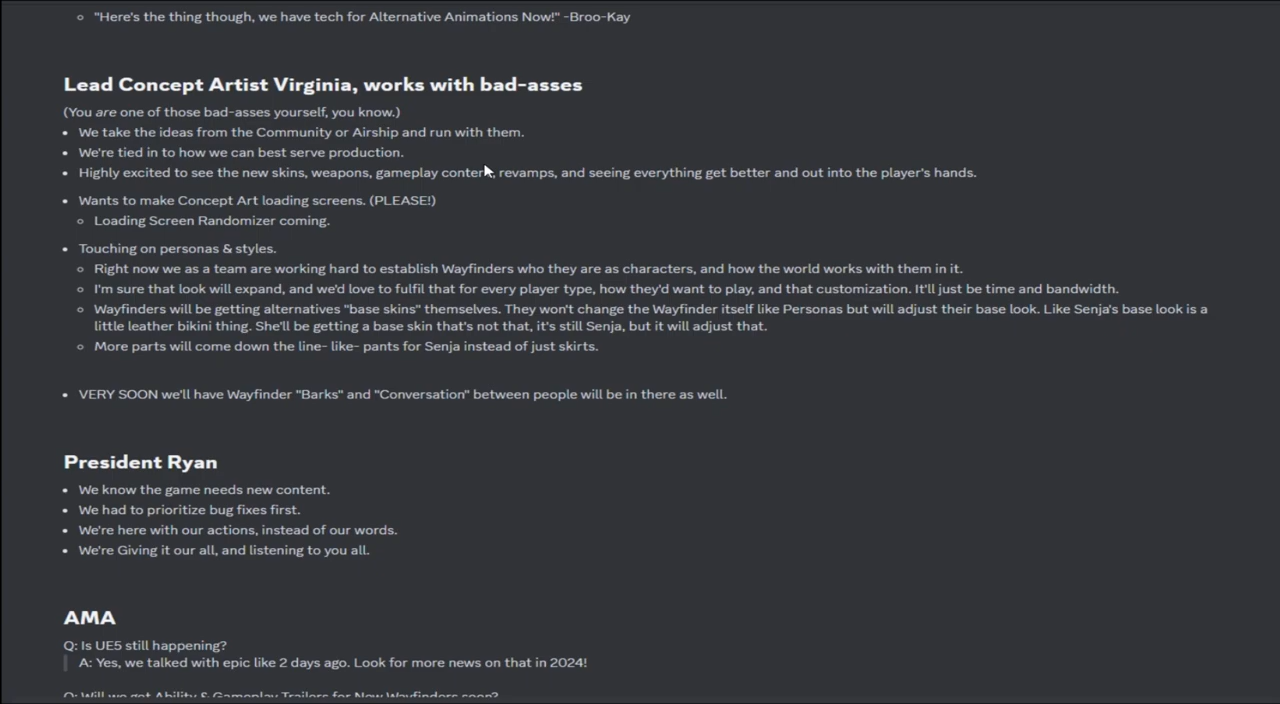 "Here's the thing though, we have tech for Alternative Animations Now!" -Broo-Kay
Lead Concept Artist Virginia, works with bad-asses
(You are one of those bad-asses yourself, you know.)
We take the ideas from the Community or Airship and run with them.
We're tied in to how we can best serve production.
Highly excited to see the new skins, weapons, gameplay content, revamps, and seeing everything get better and out into the player's hands.
Wants to make Concept Art loading screens. (PLEASE!)
Loading Screen Randomizer coming.
Touching on personas & styles.
Right now we as a team are working hard to establish Wayfinders who they are as characters, and how the world works with them in it.
I'm sure that look will expand, and we'd love to fulfil that for every player type, how they'd want to play, and that customization. It'll just be time and bandwidth.
Wayfinders will be getting alternatives "base skins" themselves. They won't change the Wayfinder itself like Personas but will adjust their base look. Like Senja's base look is a
little leather bikini thing. She'll be getting a base skin that's not that, it's still Senja, but it will adjust that.
More parts will come down the line- like- pants for Senja instead of just skirts.
VERY SOON we'll have Wayfinder "Barks" and "Conversation" between people will be in there as well.
President Ryan
We know the game needs new content.
We had to prioritize bug fixes first.
We're here with our actions, instead of our words.
We're Giving it our all, and listening to you all.
AMA
Q: Is UE5 still happening?
A: Yes, we talked with epic like 2 days ago. Look for more news on that in 2024!
Q: Will we get Ability & Gameplay Trailers for New Wayfinders soon?